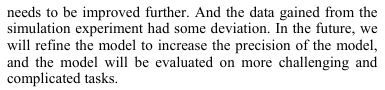 needs to be improved further. And the data gained from the
simulation experiment had some deviation. In the future, we
will refine the model to increase the precision of the model,
and the model will be evaluated on more challenging and
complicated tasks.